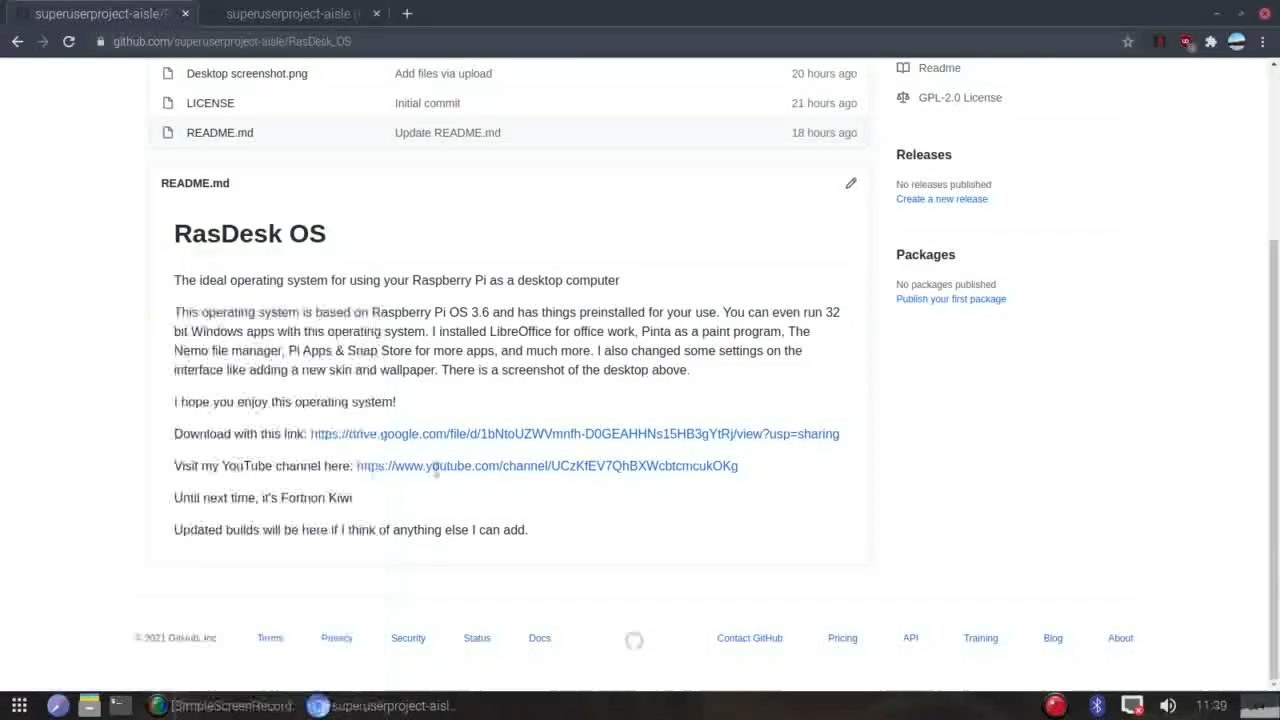 superuserproject-aisle/
superuserproject-aisle/
github.com/superuserproject-aisle/RasDesk_OS
Desktop screenshot.png Add files via upload 20 hours ago
LICENSE Initial commit 21 hours ago
README.md Update README.md 18 hours ago
README.md
RasDesk OS
The ideal operating system for using your Raspberry Pi as a desktop computer
This operating system is based on Raspberry Pi OS 3.6 and has things preinstalled for your use. You can even run 32
bit Windows apps with this operating system. I installed LibreOffice for office work, Pinta as a paint program, The
Nemo file manager, Pi Apps & Snap Store for more apps, and much more. I also changed some settings on the
interface like adding a new skin and wallpaper. There is a screenshot of the desktop above.
I hope you enjoy this operating system!
Download with this link: https://drive.google.com/file/d/1bNtoUZWVmnfh-D0GEAHHNs15HB3gYtRj/view?usp=sharing
Visit my YouTube channel here: https://www.youtube.com/channel/UCzKfEV7QhBXWcbtcmcukOKg
Until next time, it's Fortnon Kiwi
Updated builds will be here if I think of anything else I can add.
Readme
GPL-2.0 License
Releases
No releases published
Create a new release
Packages
No packages published
Publish your first package
© 2021 GitHub, Inc. Terms Privacy Security Status Docs Contact GitHub Pricing API Training Blog About
[SimpleScreenRecord... superuserproject-aisl... 11:39